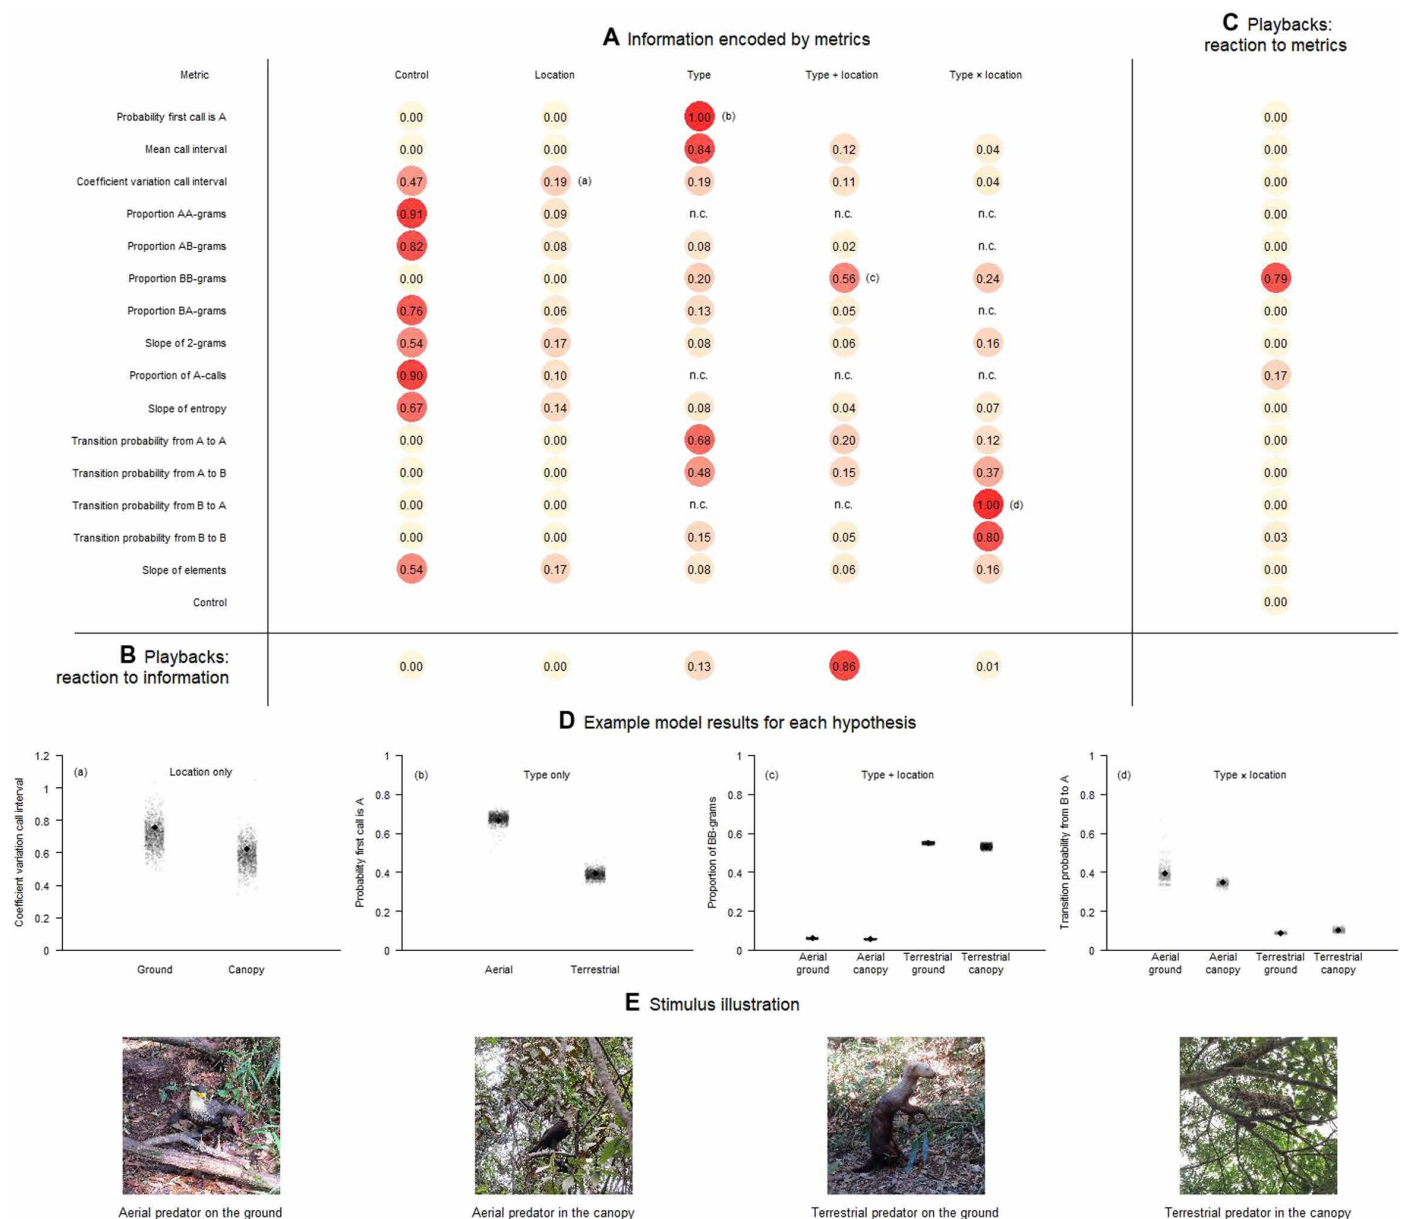 A Information encoded by metrics
C Playbacks:
reaction to metrics
Metric Control Location Type Type + location Type × location
Probability first call is A 0.00 0.00 1.00 (b) 0.00
Mean call interval 0.00 0.00 0.84 0.12 0.04 0.00
Coefficient variation call interval 0.47 0.19 (a) 0.19 0.11 0.04 0.00
Proportion AA-grams 0.91 0.09 n.c. n.c. n.c. 0.00
Proportion AB-grams 0.82 0.08 0.08 0.02 n.c. 0.00
Proportion BB-grams 0.00 0.00 0.20 0.56 (c) 0.24 0.79
Proportion BA-grams 0.76 0.06 0.13 0.05 n.c. 0.00
Slope of 2-grams 0.54 0.17 0.08 0.06 0.16 0.00
Proportion of A-calls 0.90 0.10 n.c. n.c. n.c. 0.17
Slope of entropy 0.67 0.14 0.08 0.04 0.07 0.00
Transition probability from A to A 0.00 0.00 0.68 0.20 0.12 0.00
Transition probability from A to B 0.00 0.00 0.48 0.15 0.37 0.00
Transition probability from B to A 0.00 0.00 n.c. n.c. 1.00 (d) 0.00
Transition probability from B to B 0.00 0.00 0.15 0.05 0.80 0.03
Slope of elements 0.54 0.17 0.08 0.06 0.16 0.00
Control 0.00
B Playbacks:
reaction to information 0.00 0.00 0.13 0.86 0.01
D Example model results for each hypothesis
(a) Location only
Coefficient variation call interval
1.2
1
0.8
0.6
0.4
0.2
0
Ground Canopy
(b) Type only
Probability first call is A
1
0.8
0.6
0.4
0.2
0
Aerial Terrestrial
(c) Type + location
Proportion of BB-grams
1
0.8
0.6
0.4
0.2
0
Aerial Aerial Terrestrial Terrestrial
ground canopy ground canopy
(d) Type × location
Transition probability from B to A
1
0.8
0.6
0.4
0.2
0
Aerial Aerial Terrestrial Terrestrial
ground canopy ground canopy
E Stimulus illustration
Aerial predator on the ground Aerial predator in the canopy Terrestrial predator on the ground Terrestrial predator in the canopy